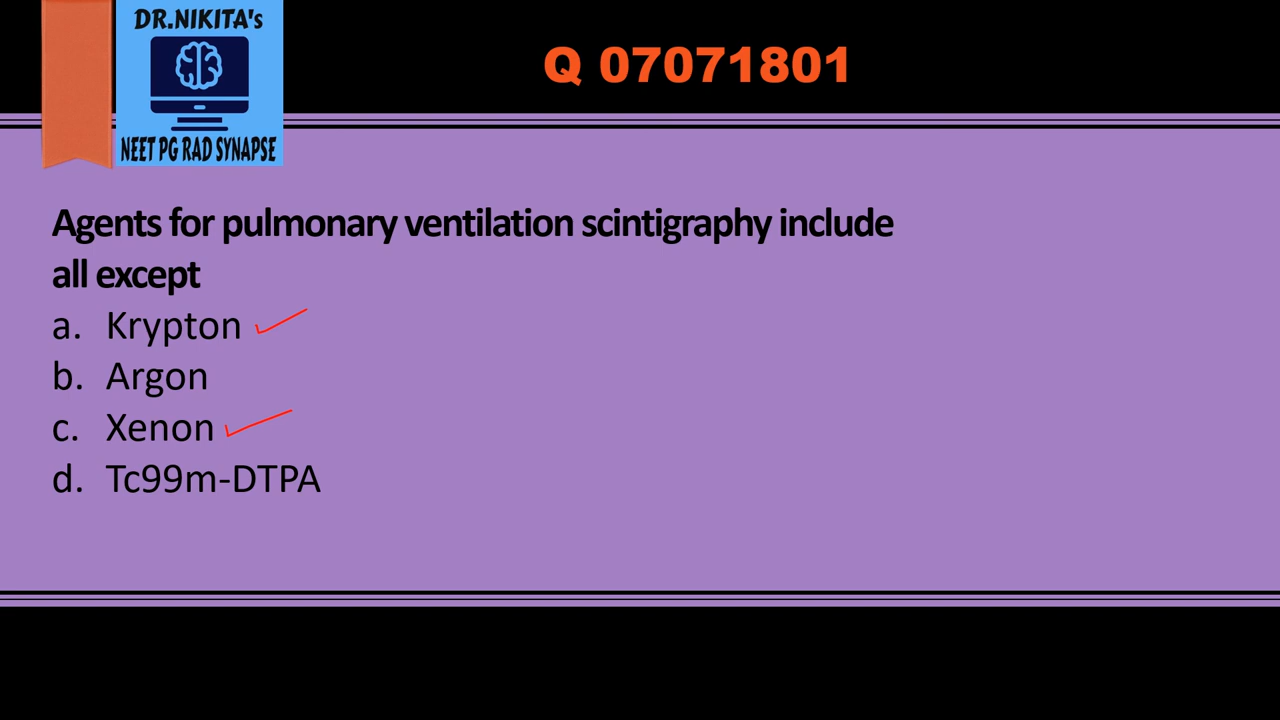 DR.NIKITA's
NEET PG RAD SYNAPSE
Q 07071801
Agents for pulmonary ventilation scintigraphy include
all except
a. Krypton
b. Argon
c. Xenon
d. Tc99m-DTPA